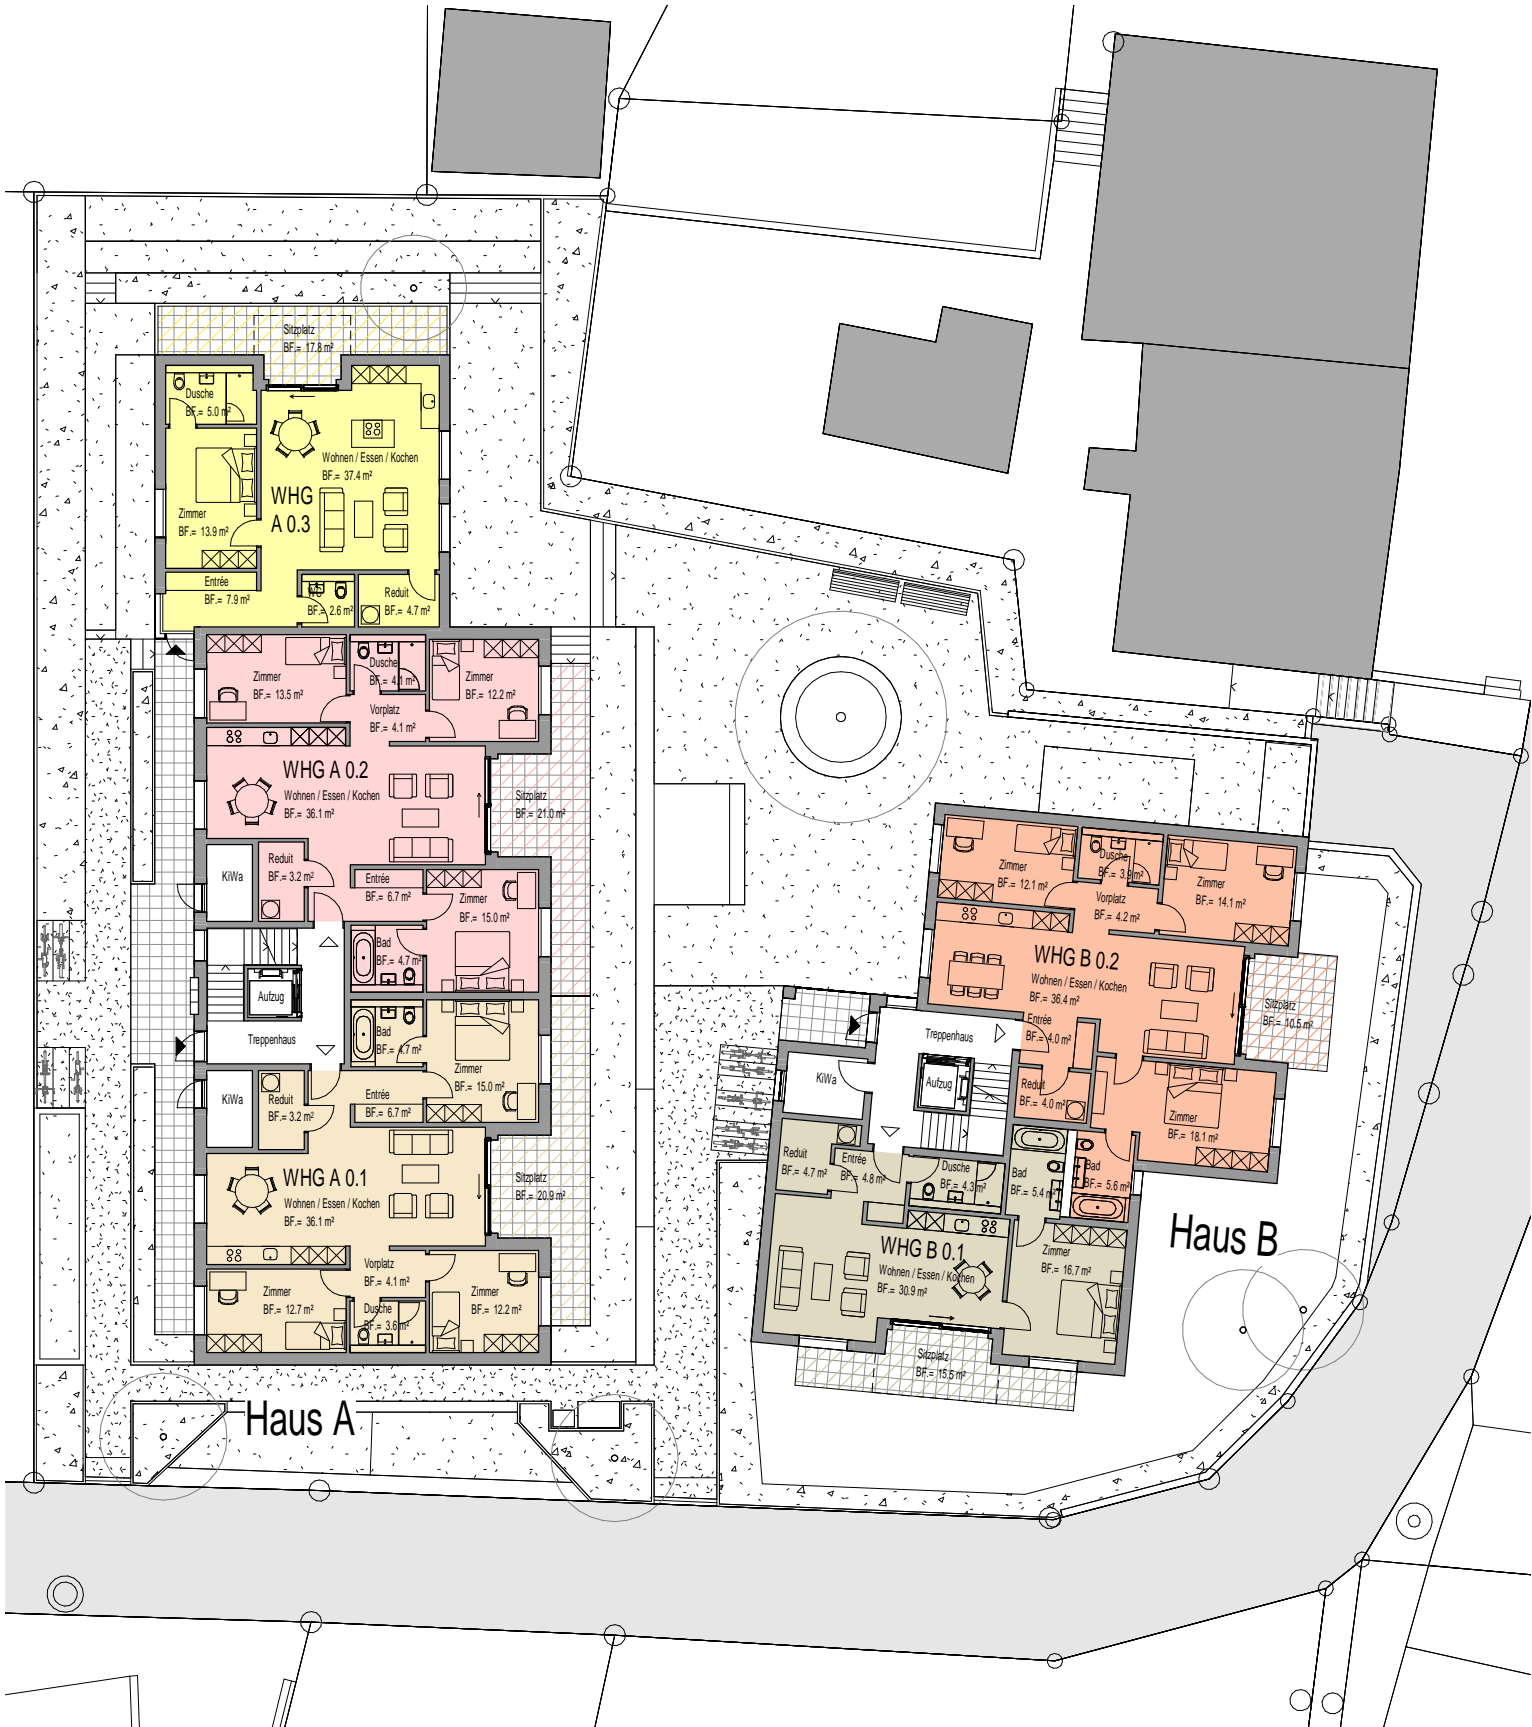 Sitzplatz
BF.= 17.8 m²
Dusche
BF.= 5.0 m²
Wohnen / Essen / Kochen
BF.= 37.4 m²
WHG
A 0.3
Zimmer
BF.= 13.9 m²
Entrée
BF.= 7.9 m²
BF.= 2.6 m²
Reduit
BF.= 4.7 m²
Zimmer
BF.= 13.5 m²
Dusche
BF.= 4.1 m²
Zimmer
BF.= 12.2 m²
Vorplatz
BF.= 4.1 m²
WHG A 0.2
Wohnen / Essen / Kochen
BF.= 36.1 m²
Sitzplatz
BF.= 21.0 m²
KiWa
Reduit
BF.= 3.2 m²
Entrée
BF.= 6.7 m²
Zimmer
BF.= 15.0 m²
Bad
BF.= 4.7 m²
Aufzug
Treppenhaus
Bad
BF.= 4.7 m²
Zimmer
BF.= 15.0 m²
KiWa
Reduit
BF.= 3.2 m²
Entrée
BF.= 6.7 m²
WHG A 0.1
Wohnen / Essen / Kochen
BF.= 36.1 m²
Sitzplatz
BF.= 20.9 m²
Vorplatz
BF.= 4.1 m²
Zimmer
BF.= 12.7 m²
Dusche
BF.= 3.6 m²
Zimmer
BF.= 12.2 m²
Haus A
Zimmer
BF.= 12.1 m²
Dusche
BF.= 3.9 m²
Zimmer
BF.= 14.1 m²
Vorplatz
BF.= 4.2 m²
WHG B 0.2
Wohnen / Essen / Kochen
BF.= 36.4 m²
Sitzplatz
BF.= 10.5 m²
Entrée
BF.= 4.0 m²
Treppenhaus
KiWa
Aufzug
Reduit
BF.= 4.0 m²
Zimmer
BF.= 18.1 m²
Reduit
BF.= 4.7 m²
Entrée
BF.= 4.8 m²
Dusche
BF.= 4.3 m²
Bad
BF.= 5.4 m²
Bad
BF.= 5.6 m²
WHG B 0.1
Wohnen / Essen / Kochen
BF.= 30.9 m²
Zimmer
BF.= 16.7 m²
Sitzplatz
BF.= 15.5 m²
Haus B